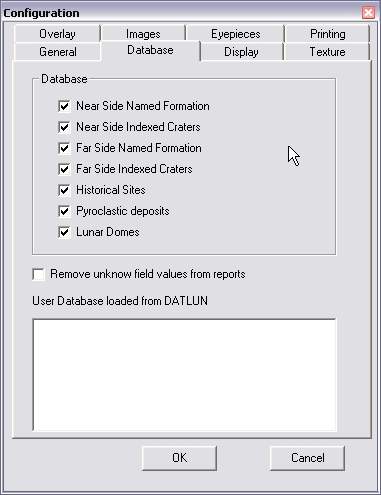 Configuration
Overlay Images Eyepieces Printing
General Database Display Texture
Database
Near Side Named Formation
Near Side Indexed Craters
Far Side Named Formation
Far Side Indexed Craters
Historical Sites
Pyroclastic deposits
Lunar Domes
Remove unknow field values from reports
User Database loaded from DATLUN
OK Cancel